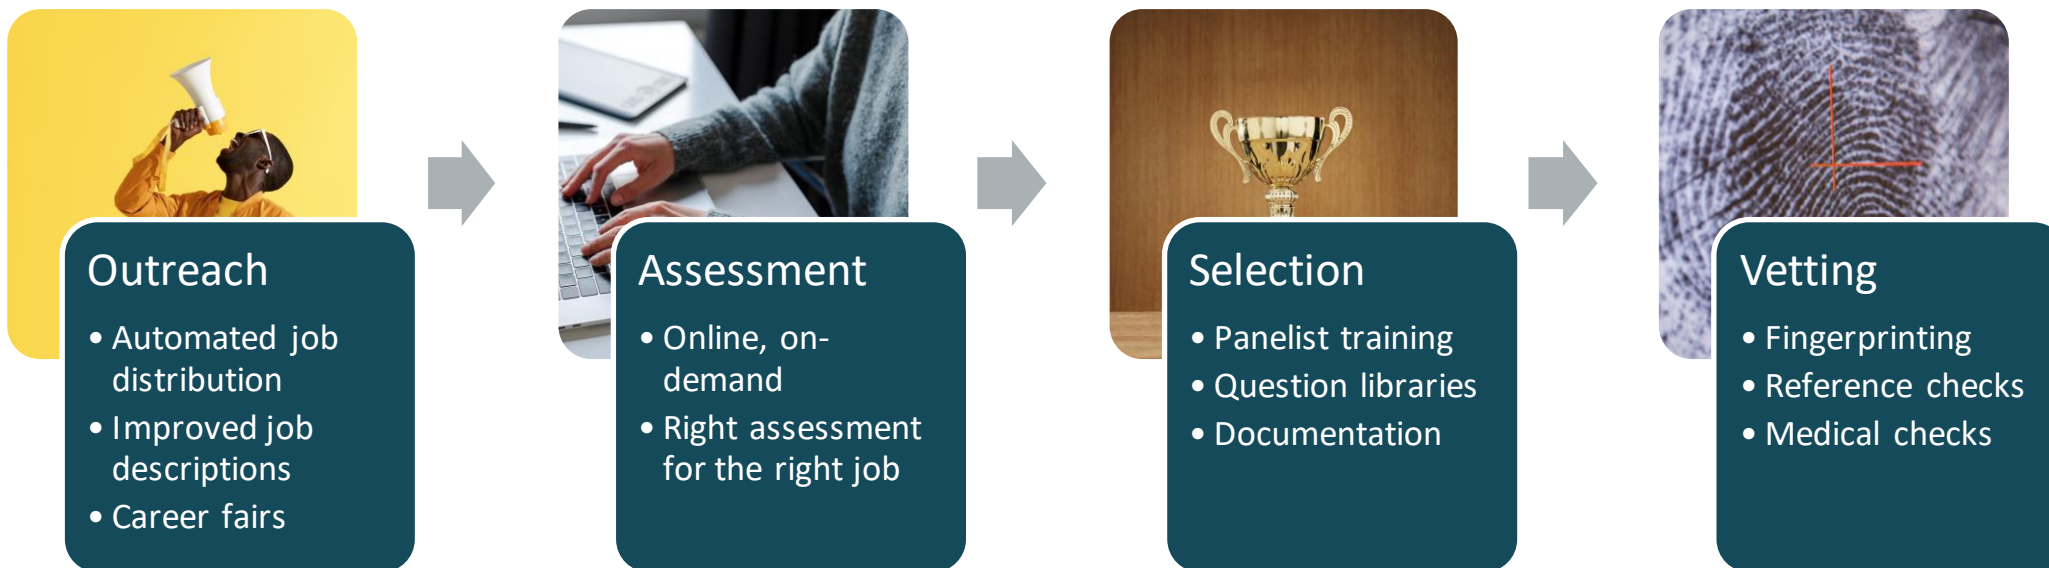 Outreach
• Automated job
distribution
• Improved job
descriptions
• Career fairs
Assessment
• Online, on-
demand
• Right assessment
for the right job
Selection
• Panelist training
• Question libraries
• Documentation
Vetting
• Fingerprinting
• Reference checks
• Medical checks